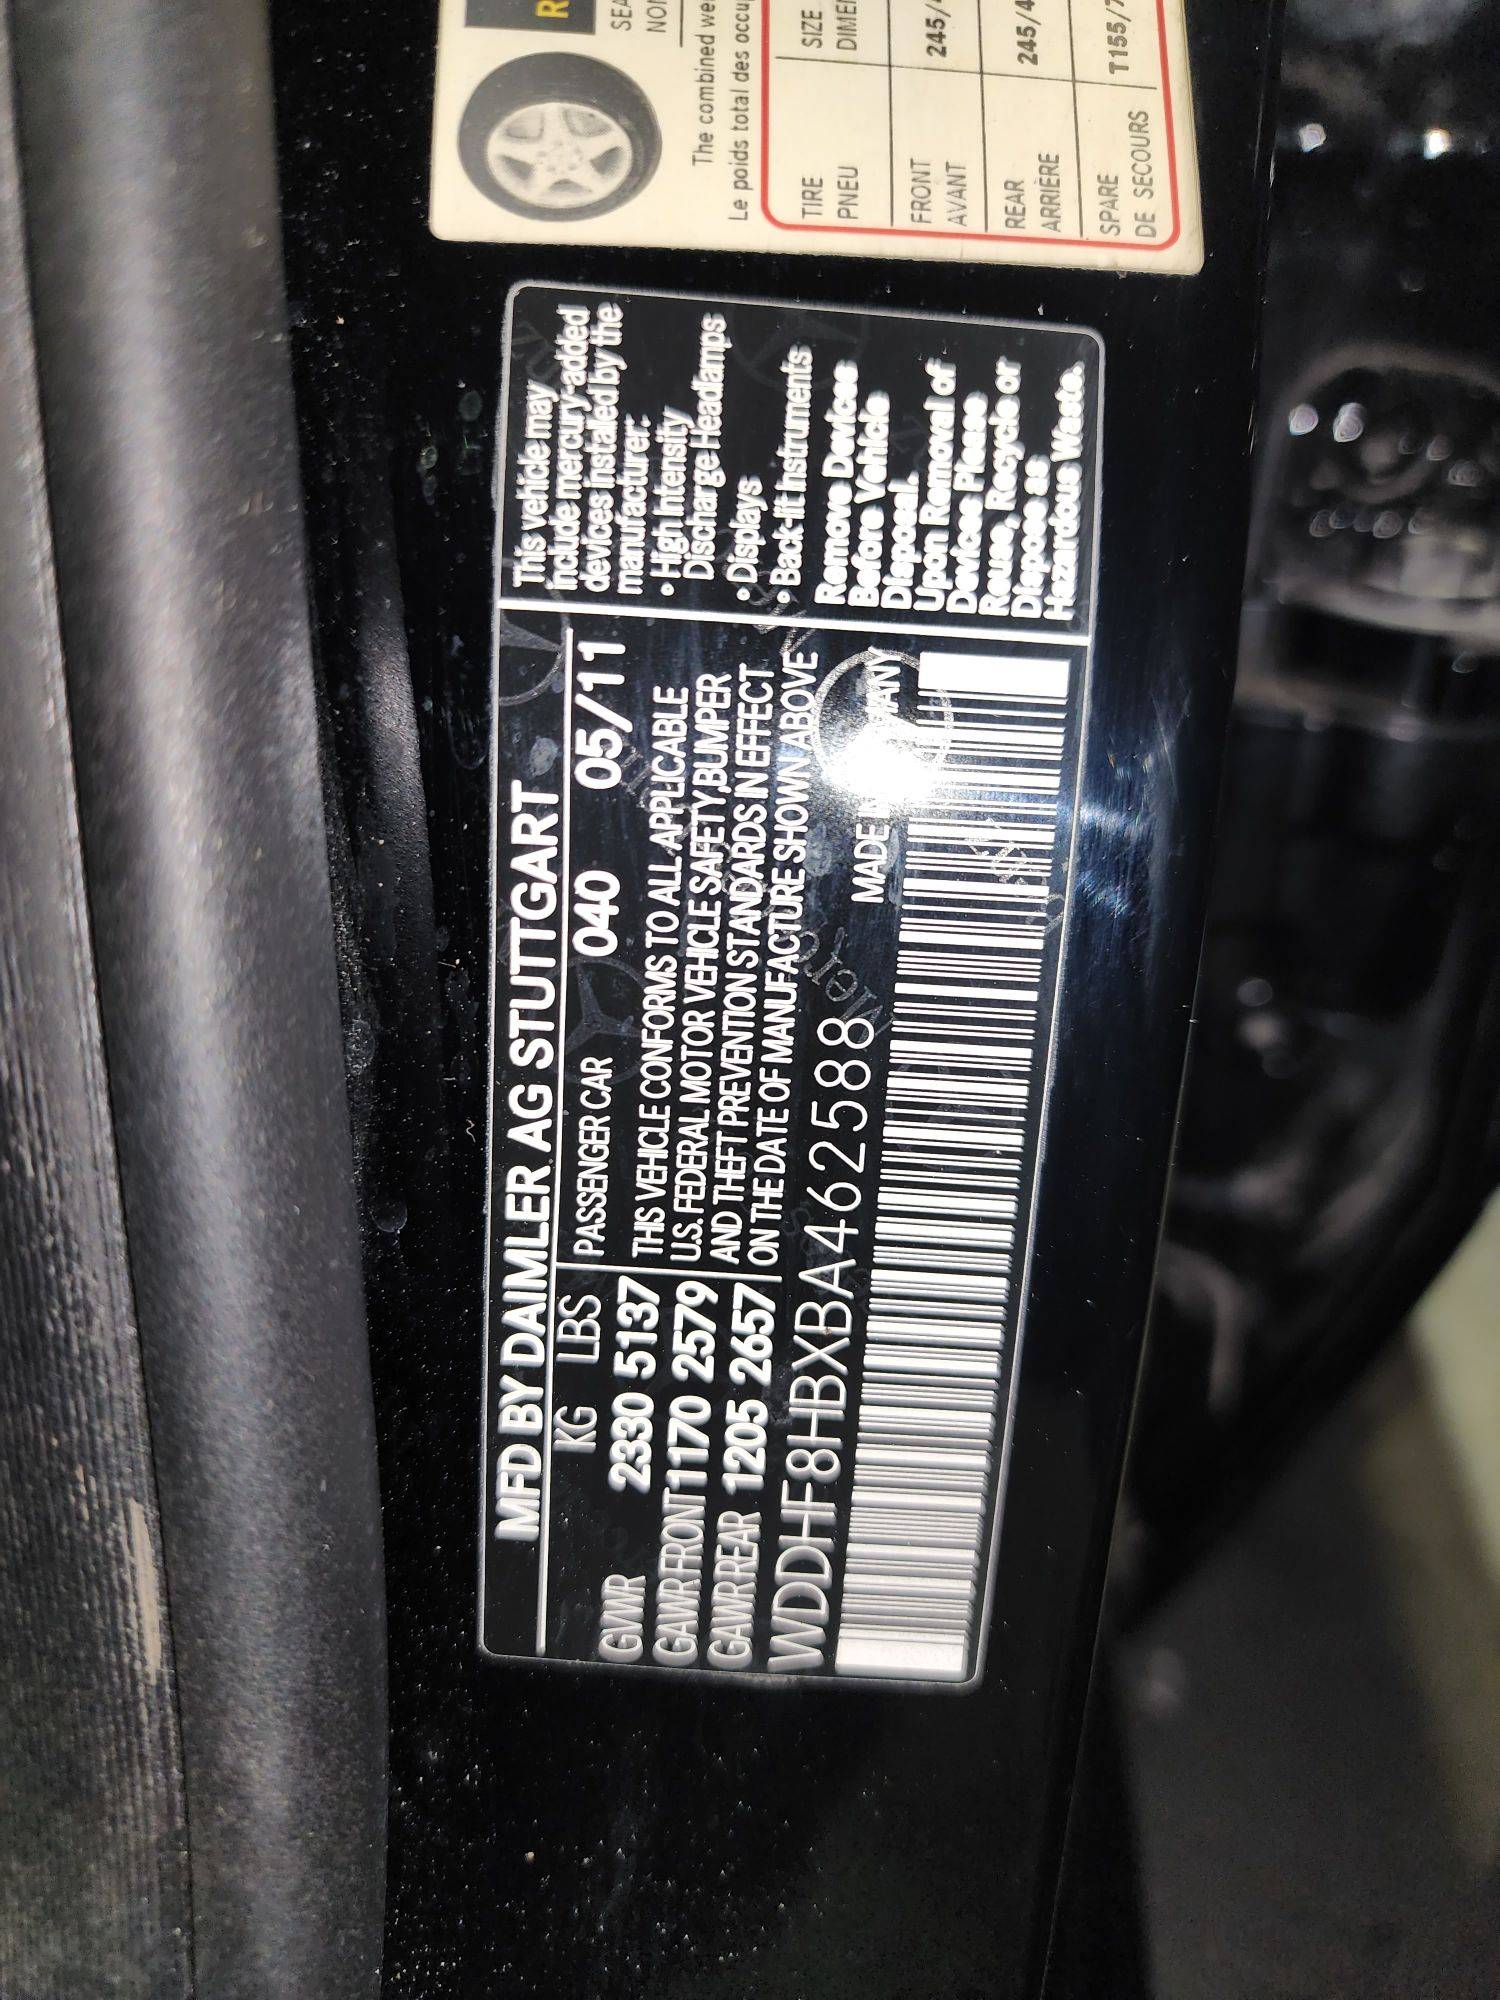 MFD BY DAIMLER AG STUTTGART
KG LBS
GVWR 2330 5137
GAWR FRONT 1170 2579
GAWR REAR 1205 2657
PASSENGER CAR 040 05/11
THIS VEHICLE CONFORMS TO ALL APPLICABLE
U.S. FEDERAL MOTOR VEHICLE SAFETY,BUMPER
AND THEFT PREVENTION STANDARDS IN EFFECT
ON THE DATE OF MANUFACTURE SHOWN ABOVE
WDDHF8HBXBA462588
MADE
This vehicle may
include mercury-added
devices installed by the
manufacturer:
• High Intensity
Discharge Headlamps
• Displays
• Back-lit Instruments
Remove Devices
Before Vehicle
Disposal.
Upon Removal of
Devices Please
Reuse, Recycle or
Dispose as
Hazardous Waste.
The combined
Le poids total des
TIRE SIZE
PNEU
FRONT 245/
AVANT
REAR 245/4
ARRIÈRE
SPARE T155/7
DE SECOURS